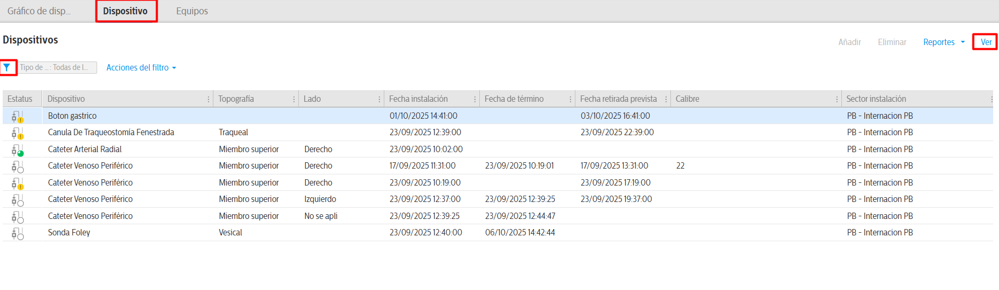 Gráfico de disp... Dispositivo Equipos
Dispositivos
Añadir Eliminar Reportes Ver
Tipo de ... : Todas de l... Acciones del filtro
Estatus Dispositivo Topografía Lado Fecha instalación Fecha de término Fecha retirada prevista Calibre Sector instalación
Boton gastrico 01/10/2025 14:41:00 03/10/2025 16:41:00 PB - Internacion PB
Canula De Traqueostomía Fenestrada Traqueal 23/09/2025 12:39:00 23/09/2025 22:39:00 PB - Internacion PB
Cateter Arterial Radial Miembro superior Derecho 23/09/2025 10:02:00 PB - Internacion PB
Cateter Venoso Periférico Miembro superior Derecho 17/09/2025 11:31:00 23/09/2025 10:19:01 17/09/2025 13:31:00 22 PB - Internacion PB
Cateter Venoso Periférico Miembro superior Derecho 23/09/2025 10:19:00 23/09/2025 17:19:00 PB - Internacion PB
Cateter Venoso Periférico Miembro superior Izquierdo 23/09/2025 12:37:00 23/09/2025 12:39:25 23/09/2025 19:37:00 PB - Internacion PB
Cateter Venoso Periférico Miembro superior No se apli 23/09/2025 12:39:25 23/09/2025 12:44:47 PB - Internacion PB
Sonda Foley Vesical 23/09/2025 12:40:00 06/10/2025 14:42:44 PB - Internacion PB